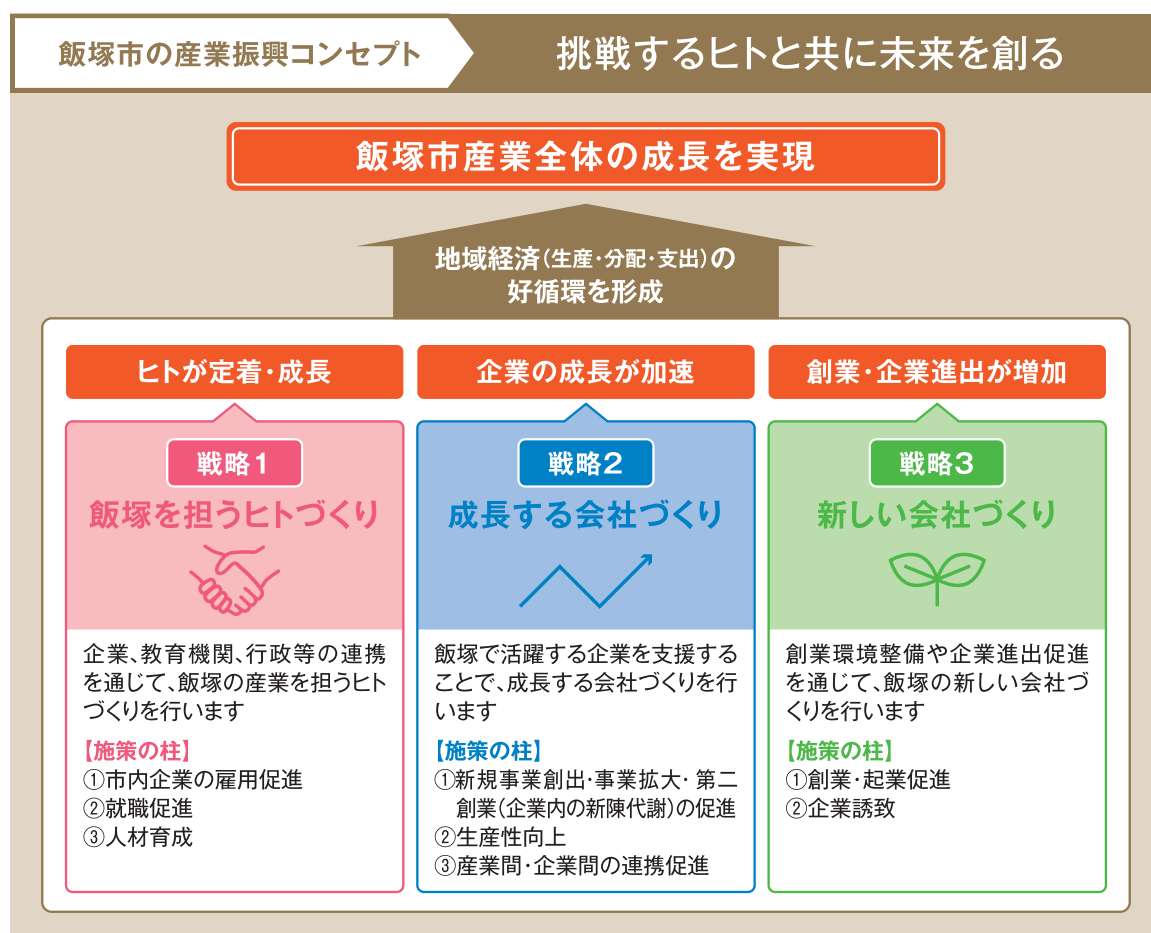 飯塚市の産業振興コンセプト
挑戦するヒトと共に未来を創る
飯塚市産業全体の成長を実現
地域経済(生産・分配・支出)の
好循環を形成
ヒトが定着・成長
戦略1
飯塚を担うヒトづくり
企業、教育機関、行政等の連携
を通じて、飯塚の産業を担うヒト
づくりを行います
【施策の柱】
①市内企業の雇用促進
②就職促進
③人材育成
企業の成長が加速
戦略2
成長する会社づくり
飯塚で活躍する企業を支援する
ことで、成長する会社づくりを行
います
【施策の柱】
①新規事業創出・事業拡大・第二
創業(企業内の新陳代謝)の促進
②生産性向上
③産業間・企業間の連携促進
創業・企業進出が増加
戦略3
新しい会社づくり
創業環境整備や企業進出促進
を通じて、飯塚の新しい会社づ
くりを行います
【施策の柱】
①創業・起業促進
②企業誘致